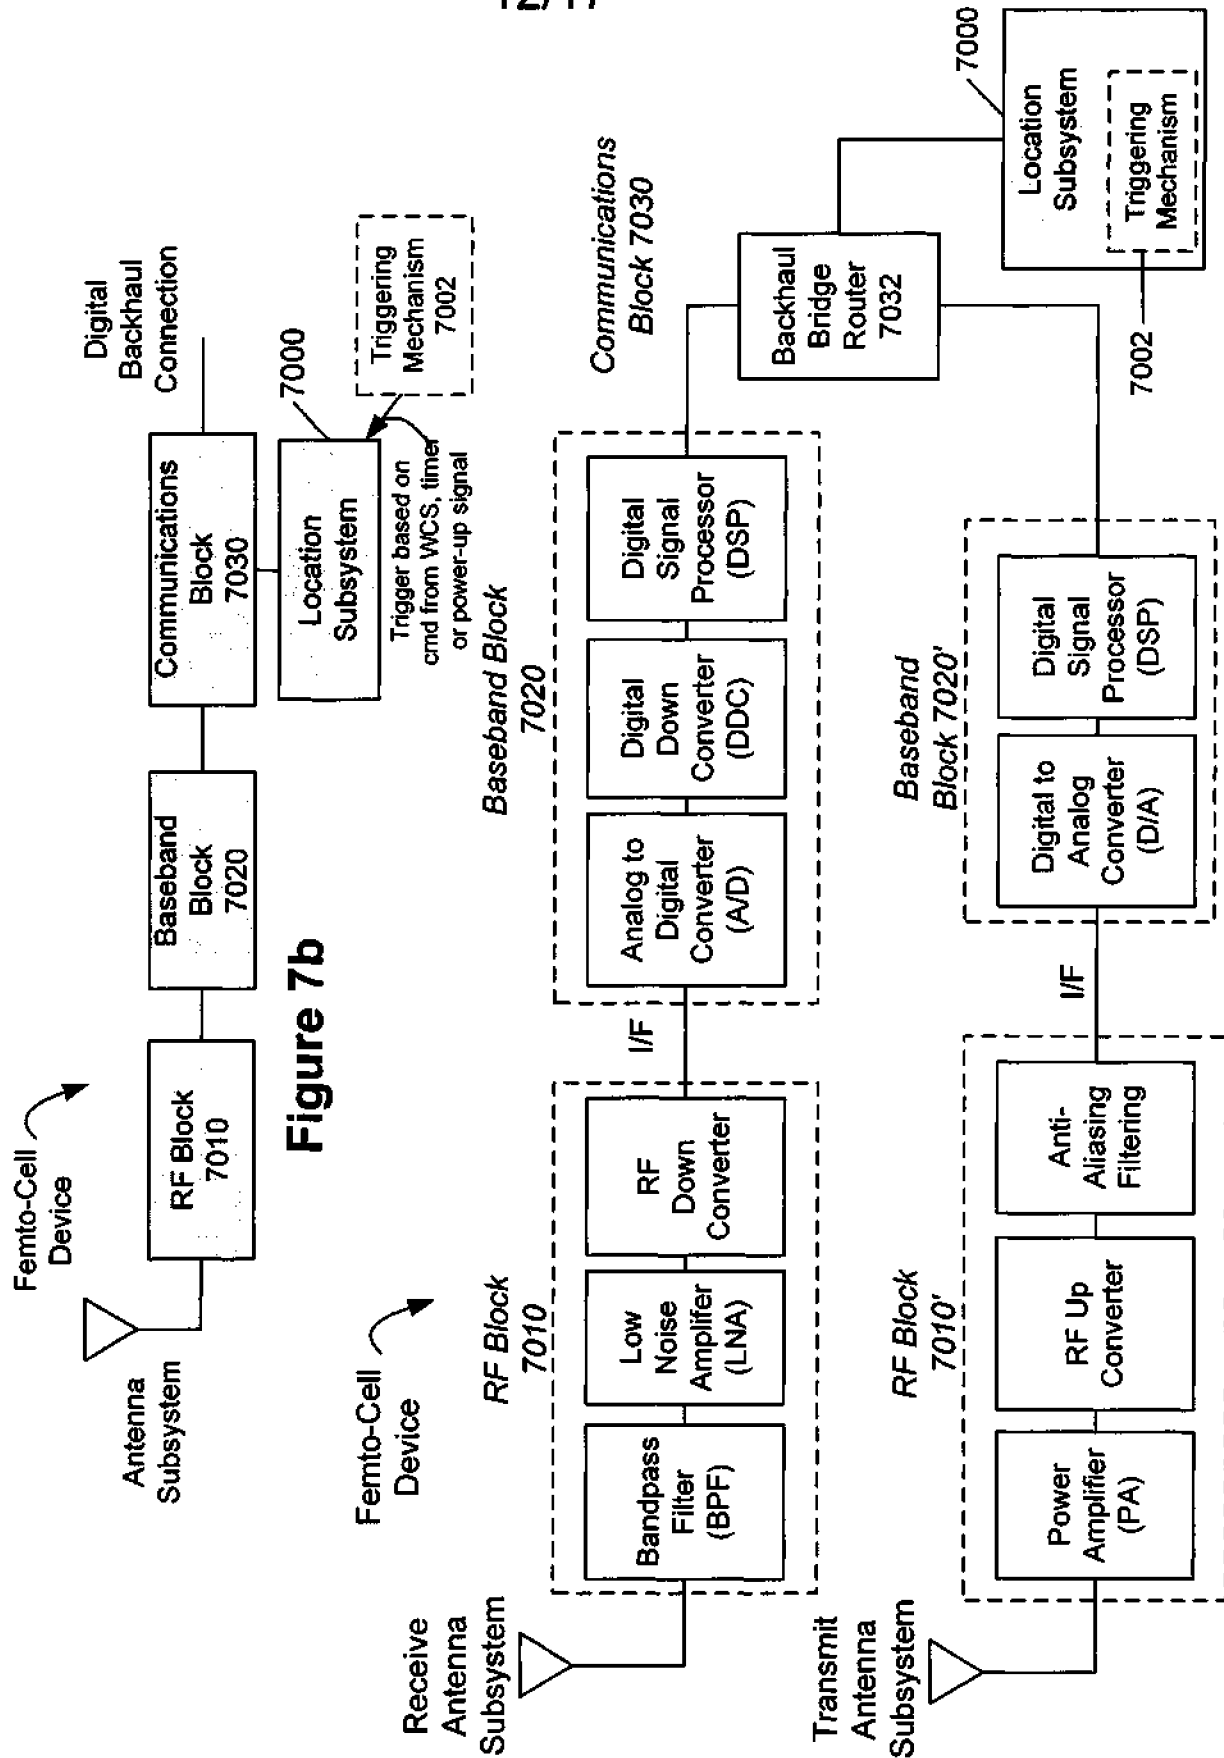 12/17
Femto-Cell
Device
Antenna
Subsystem
RF Block
7010
Baseband
Block
7020
Communications
Block
7030
Digital
Backhaul
Connection
7000
Location
Subsystem
Triggering
Mechanism
7002
Trigger based on
cmd from WCS, timer
or power-up signal
Figure 7b
Femto-Cell
Device
Receive
Antenna
Subsystem
RF Block
7010
Bandpass
Filter
(BPF)
Low
Noise
Amplifer
(LNA)
RF
Down
Converter
I/F
Baseband Block
7020
Analog to
Digital
Converter
(A/D)
Digital
Down
Converter
(DDC)
Digital
Signal
Processor
(DSP)
Communications
Block 7030
Backhaul
Bridge
Router
7032
7000
Location
Subsystem
Triggering
Mechanism
7002
Transmit
Antenna
Subsystem
RF Block
7010'
Power
Amplifier
(PA)
RF Up
Converter
Anti-
Aliasing
Filtering
I/F
Baseband
Block 7020'
Digital to
Analog
Converter
(D/A)
Digital
Signal
Processor
(DSP)